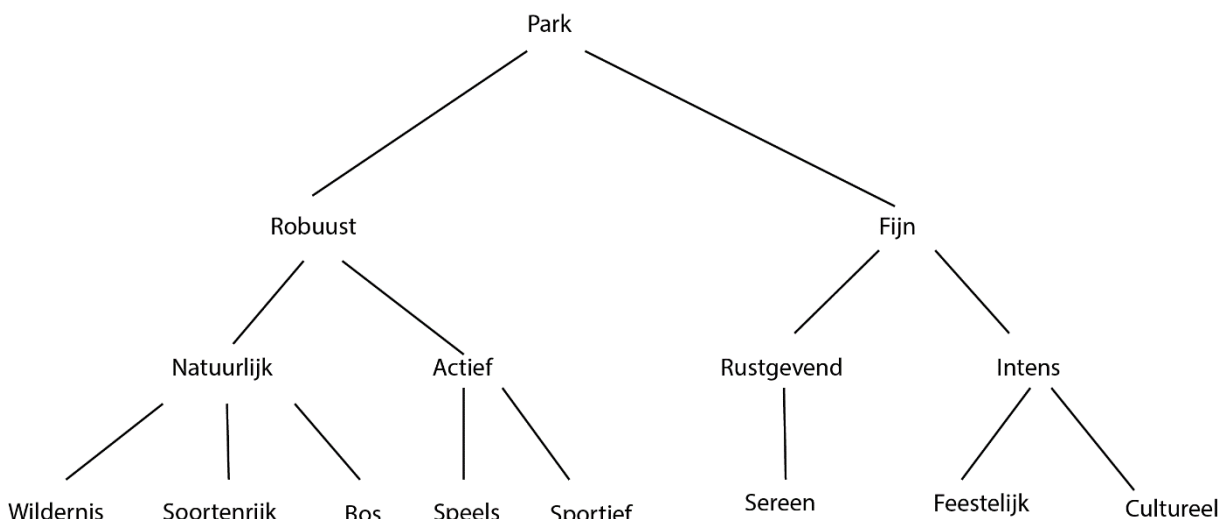 Park
Robuust Fijn
Natuurlijk Actief Rustgevend Intens
Wildernis Soortenrijk Bos Speels Sportief Sereen Feestelijk Cultureel